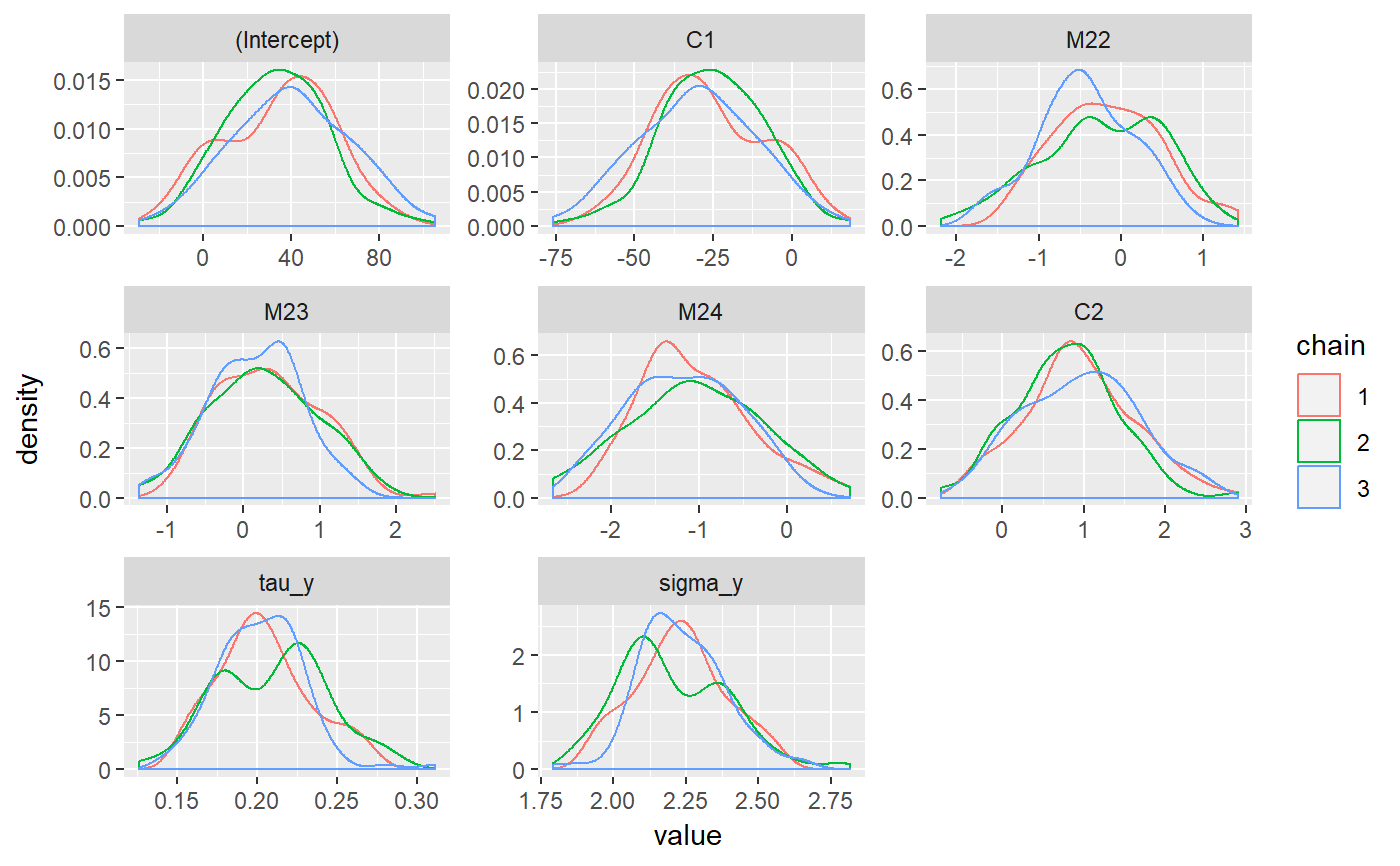 (Intercept) C1 M22
0.015 0.010 0.005 0.000
0 40 80
0.020 0.015 0.010 0.005 0.000
-75 -50 -25 0
0.6 0.4 0.2 0.0
-2 -1 0 1
M23 M24 C2
0.6 0.4 0.2 0.0
-1 0 1 2
0.6 0.4 0.2 0.0
-2 -1 0
0.6 0.4 0.2 0.0
0 1 2 3
tau_y sigma_y
15 10 5 0
0.15 0.20 0.25 0.30
2 1 0
1.75 2.00 2.25 2.50 2.75
density
value
chain
1
2
3